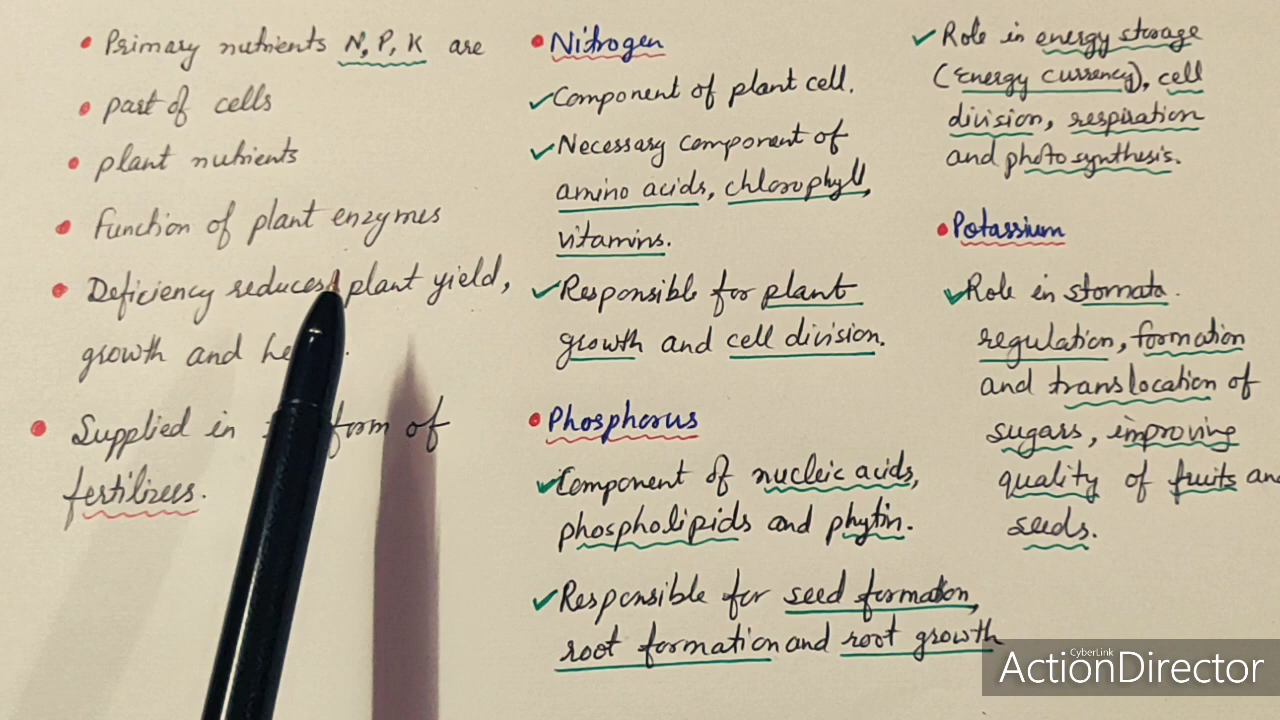 Primary nutrients N, P, K are
part of cells
plant nutrients
Function of plant enzymes
Deficiency reduces plant yield,
growth and he
Supplied in form of
fertilizers.
Nitrogen
Component of plant cell.
Necessary component of
amino acids, chlorophyll,
vitamins.
Responsible for plant
growth and cell division.
Phosphorus
Component of nucleic acids,
phospholipids and phytin.
Responsible for seed formation,
root formation and root growth
Role in energy storage
(Energy currency), cell
division, respiration
and photosynthesis.
Potassium
Role in stomata
regulation, formation
and translocation of
sugars, improving
quality of fruits an
seeds.
CyberLink
ActionDirector